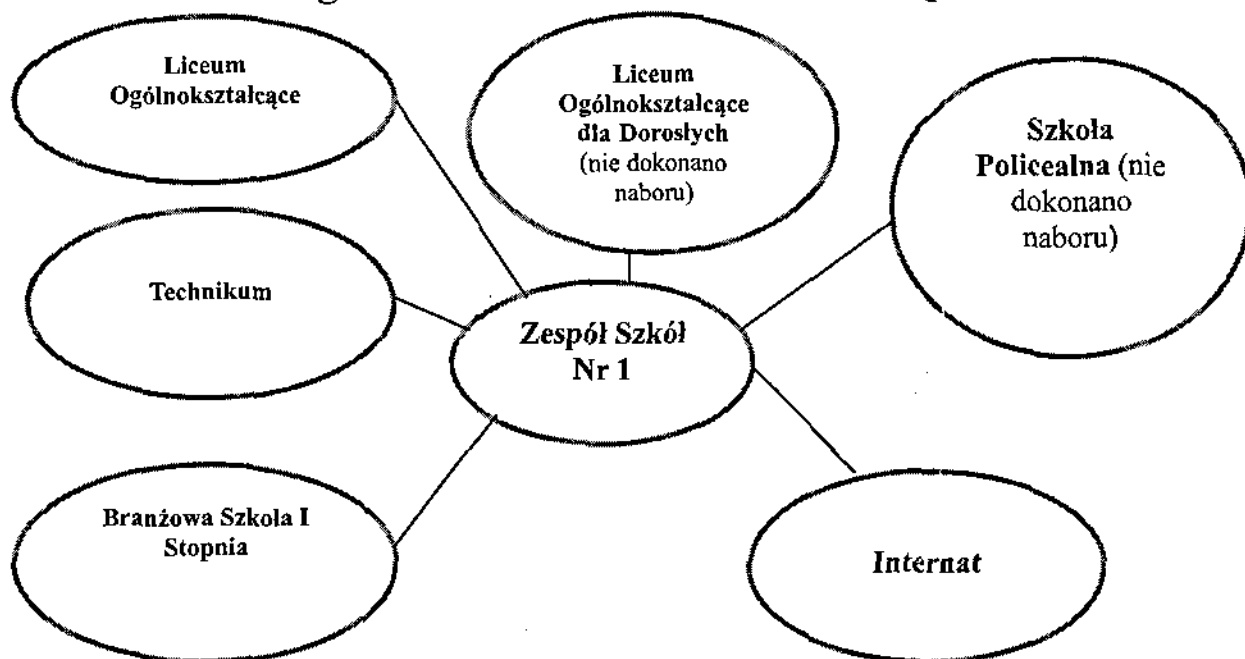 Liceum
Ogólnokształcące
Liceum
Ogólnokształcące
dla Dorosłych
(nie dokonano
naboru)
Szkoła
Policealna (nie
dokonano
naboru)
Technikum
Zespół Szkół
Nr 1
Branżowa Szkoła I
Stopnia
Internat